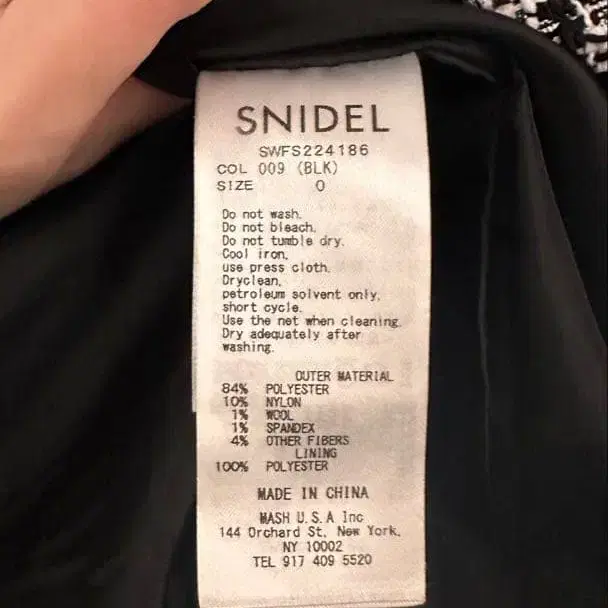 SNIDEL
SWFS224186
COL 009 (BLK)
SIZE 0
Do not wash.
Do not bleach.
Do not tumble dry.
Cool iron,
use press cloth.
Dryclean,
petroleum solvent only,
short cycle.
Use the net when cleaning.
Dry adequately after
washing.
OUTER MATERIAL
84% POLYESTER
10% NYLON
1% WOOL
1% SPANDEX
4% OTHER FIBERS
LINING
100% POLYESTER
MADE IN CHINA
MASH U.S.A Inc
144 Orchard St, New York,
NY 10002
TEL 917 409 5520